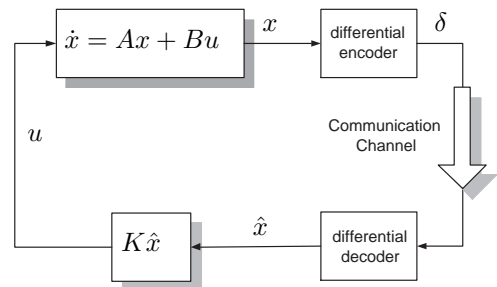 ẋ = Ax + Bu
x
differential
encoder
δ
u
Communication
Channel
Kx̂
x̂
differential
decoder